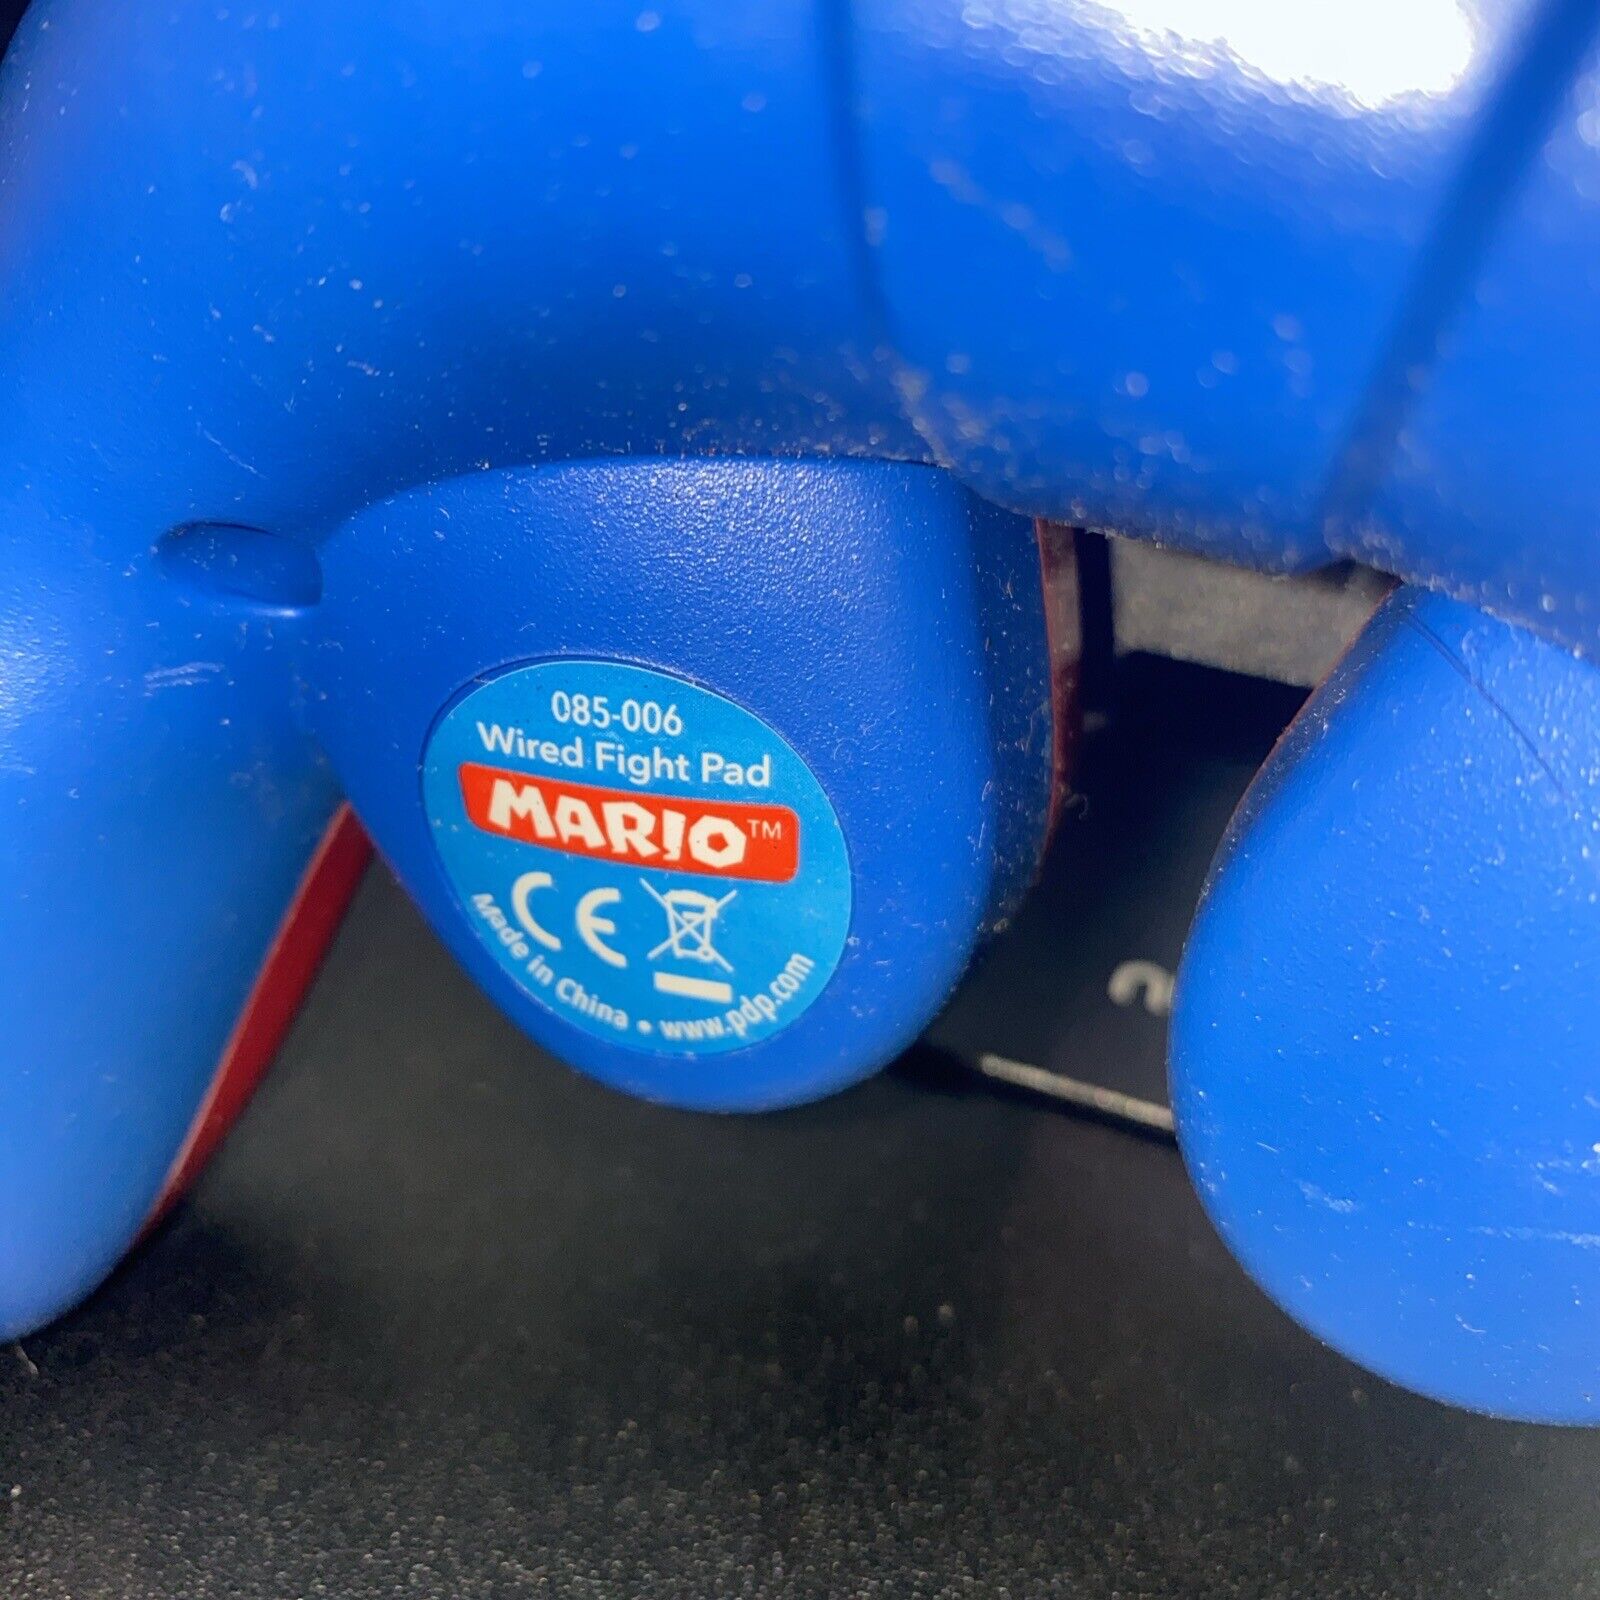 085-006
Wired Fight Pad
MARIO™
CE
Made in China • www.pdp.com